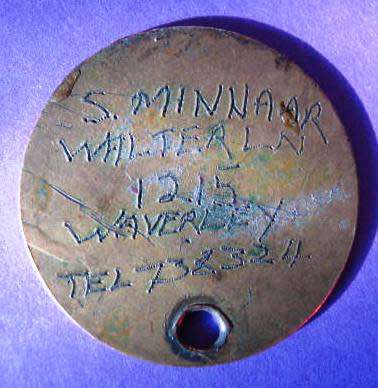 S. MINNAAR
WALTER LN
1215
WAVERLEY
TEL 732324